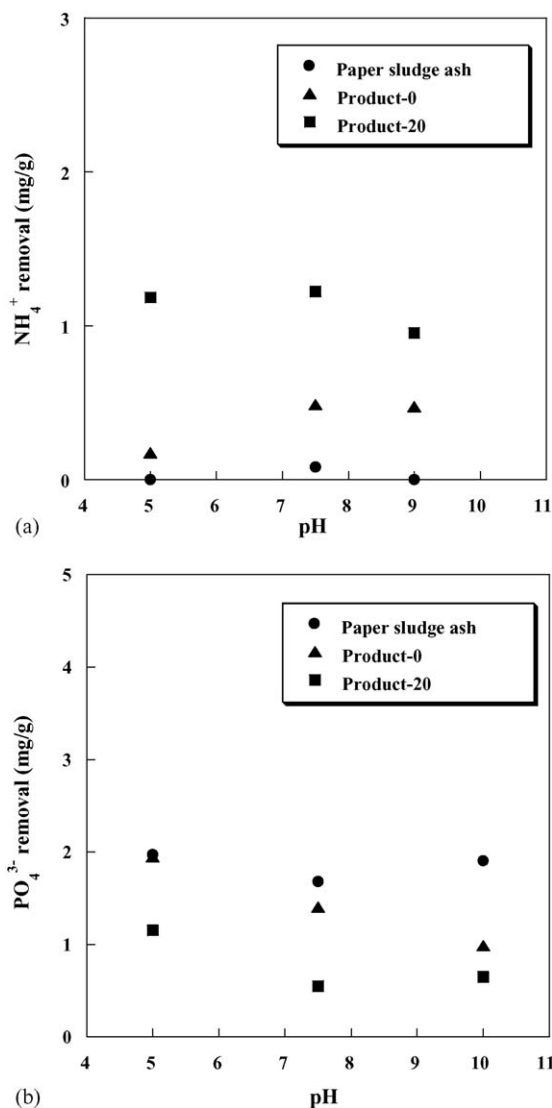 3
Paper sludge ash
Product-0
Product-20
2
NH₄⁺ removal (mg/g)
1
0
4 5 6 7 8 9 10 11
(a) pH
5
Paper sludge ash
Product-0
Product-20
4
3
PO₄³⁻ removal (mg/g)
2
1
0
4 5 6 7 8 9 10 11
(b) pH